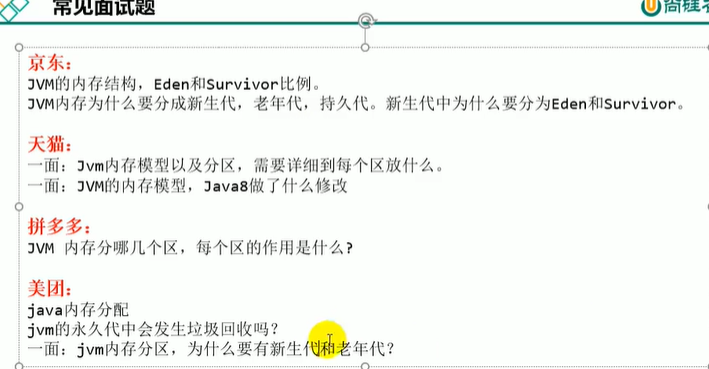 常见面试题
尚硅谷
京东:
JVM的内存结构,Eden和Survivor比例。
JVM内存为什么要分成新生代,老年代,持久代。新生代中为什么要分为Eden和Survivor。
天猫:
一面:Jvm内存模型以及分区,需要详细到每个区放什么。
一面:JVM的内存模型,Java8做了什么修改
拼多多:
JVM 内存分哪几个区,每个区的作用是什么?
美团:
java内存分配
jvm的永久代中会发生垃圾回收吗?
一面:jvm内存分区,为什么要有新生代和老年代?